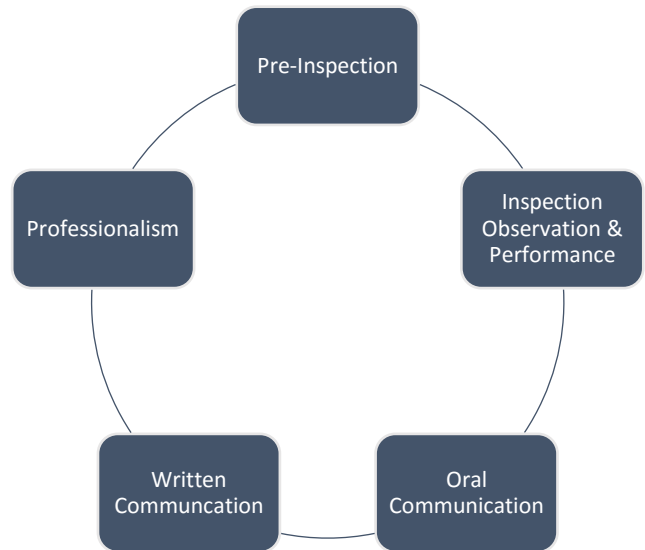 Pre-Inspection
Inspection
Observation &
Performance
Oral
Communication
Written
Communcation
Professionalism